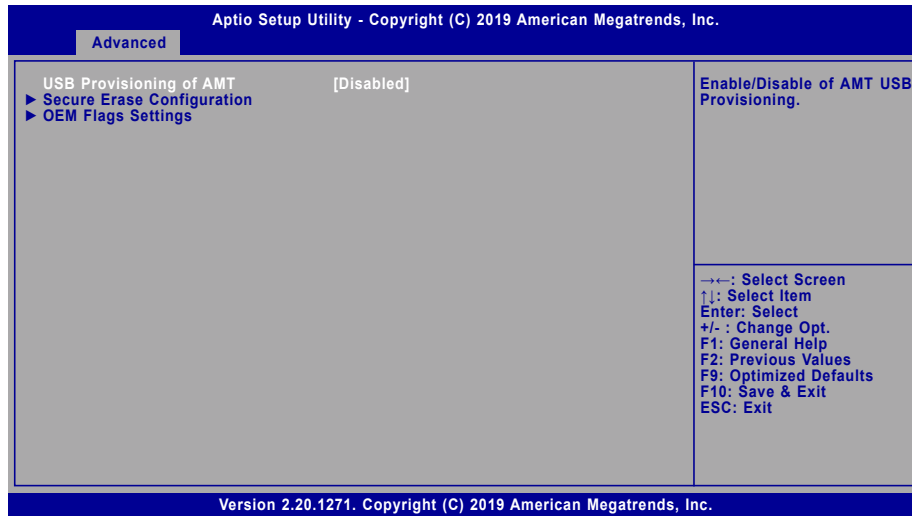 Aptio Setup Utility - Copyright (C) 2019 American Megatrends, Inc.
Advanced
USB Provisioning of AMT [Disabled]
▶ Secure Erase Configuration
▶ OEM Flags Settings
Enable/Disable of AMT USB
Provisioning.
→←: Select Screen
↑↓: Select Item
Enter: Select
+/- : Change Opt.
F1: General Help
F2: Previous Values
F9: Optimized Defaults
F10: Save & Exit
ESC: Exit
Version 2.20.1271. Copyright (C) 2019 American Megatrends, Inc.